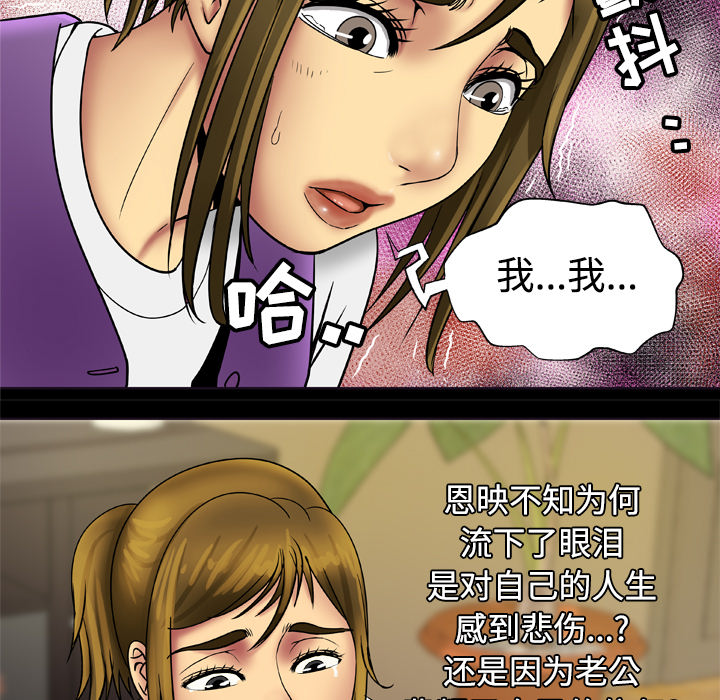 抖..
我...我...
哈..
恩映不知为何
流下了眼泪
是对自己的人生
感到悲伤...?
还是因为老公